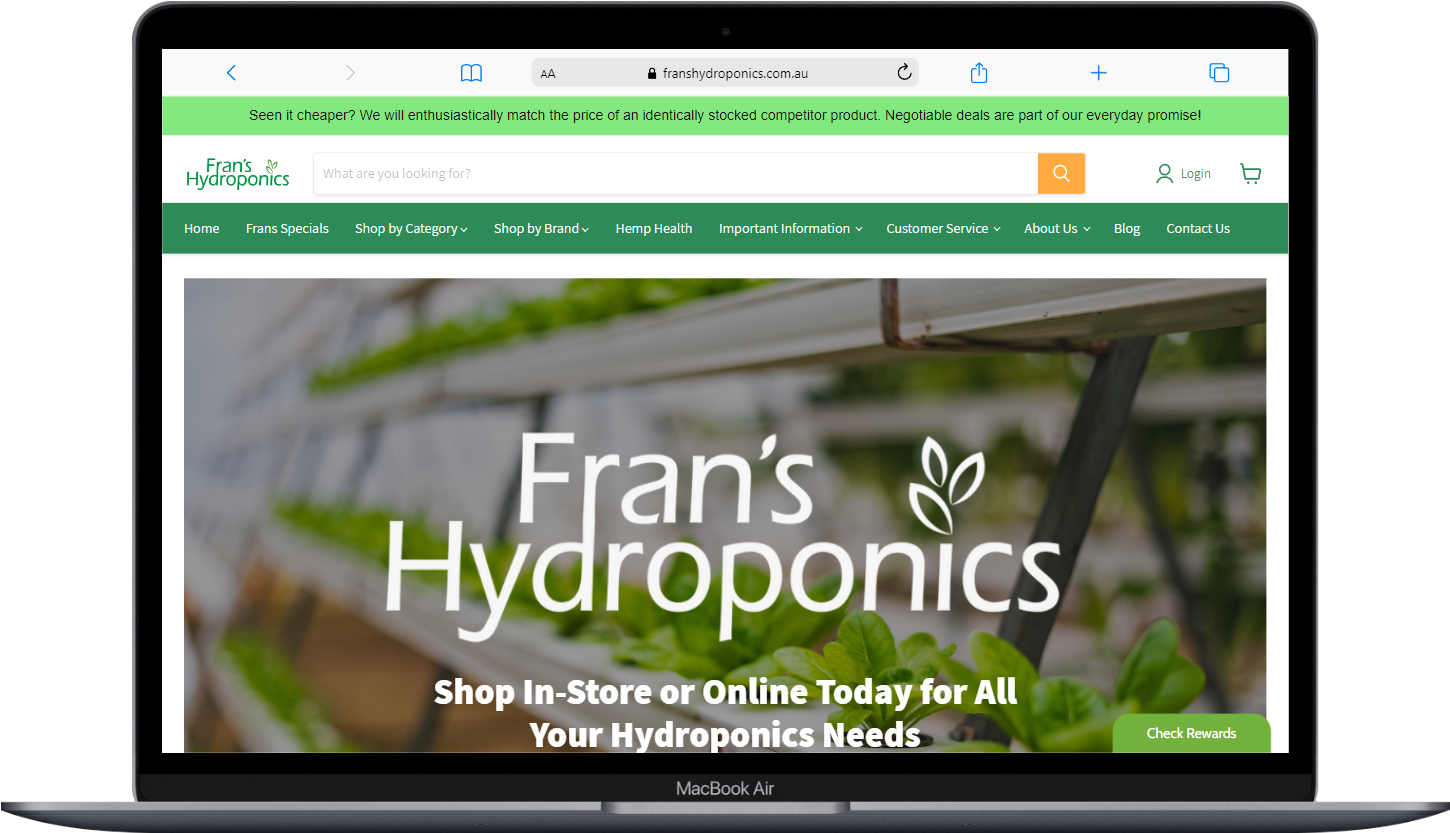 AA franshydroponics.com.au
Seen it cheaper? We will enthusiastically match the price of an identically stocked competitor product. Negotiable deals are part of our everyday promise!
Fran's
Hydroponics
What are you looking for?
Login
Home Frans Specials Shop by Category Shop by Brand Hemp Health Important Information Customer Service About Us Blog Contact Us
Fran's
Hydroponics
Shop In-Store or Online Today for All
Your Hydroponics Needs
Check Rewards
MacBook Air